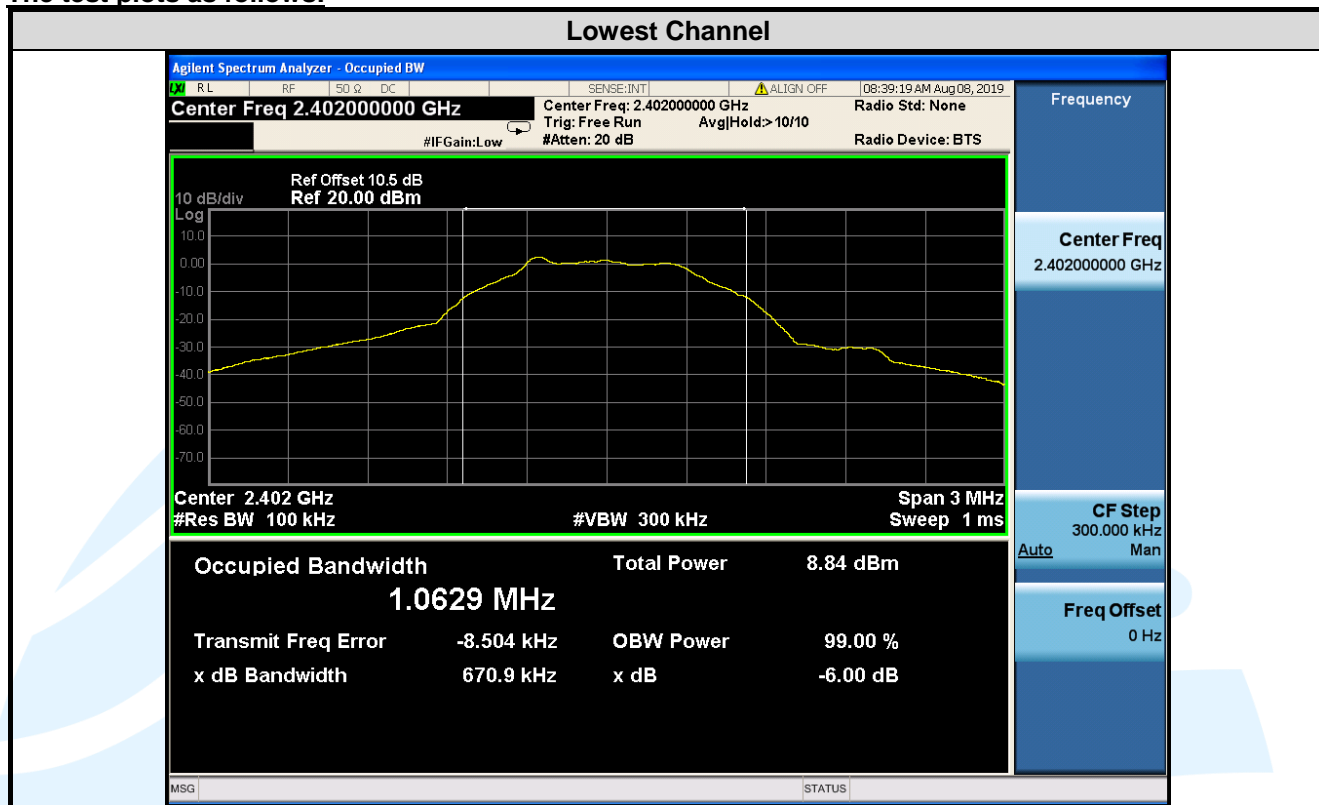 The test plots as follows:
Lowest Channel
Agilent Spectrum Analyzer - Occupied BW
LXI RL RF 50 Ω DC SENSE:INT ALIGN OFF 08:39:19 AM Aug 08, 2019
Center Freq 2.402000000 GHz
Center Freq: 2.402000000 GHz
Radio Std: None
Trig: Free Run
Avg|Hold:>10/10
#IFGain:Low
#Atten: 20 dB
Radio Device: BTS
Frequency
Ref Offset 10.5 dB
10 dB/div
Ref 20.00 dBm
Log
10.0
0.00
-10.0
-20.0
-30.0
-40.0
-50.0
-60.0
-70.0
Center Freq
2.402000000 GHz
Center 2.402 GHz
Span 3 MHz
#Res BW 100 kHz
#VBW 300 kHz
Sweep 1 ms
CF Step
300.000 kHz
Auto Man
Occupied Bandwidth
Total Power 8.84 dBm
1.0629 MHz
Transmit Freq Error -8.504 kHz
OBW Power 99.00 %
x dB Bandwidth 670.9 kHz
x dB -6.00 dB
Freq Offset
0 Hz
MSG
STATUS